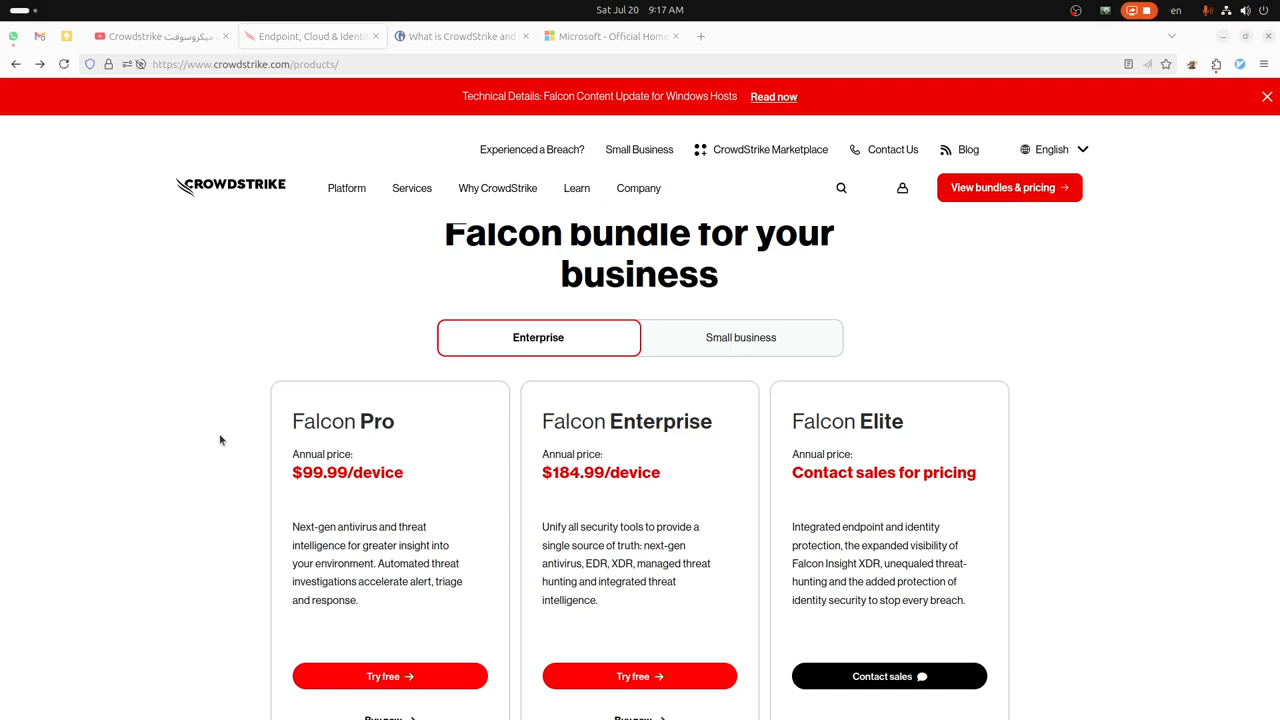 Sat Jul 20 9:17 AM
en
Crowdstrike ميكروسوفت
Endpoint, Cloud & Identi
What is CrowdStrike and
Microsoft - Official Home
https://www.crowdstrike.com/products/
Technical Details: Falcon Content Update for Windows Hosts Read now
Experienced a Breach? Small Business CrowdStrike Marketplace Contact Us Blog English
CROWDSTRIKE Platform Services Why CrowdStrike Learn Company View bundles & pricing →
Falcon bundle for your
business
Enterprise Small business
Falcon Pro
Annual price:
$99.99/device
Next-gen antivirus and threat
intelligence for greater insight into
your environment. Automated threat
investigations accelerate alert, triage
and response.
Try free →
Buy now →
Falcon Enterprise
Annual price:
$184.99/device
Unify all security tools to provide a
single source of truth: next-gen
antivirus, EDR, XDR, managed threat
hunting and integrated threat
intelligence.
Try free →
Buy now →
Falcon Elite
Annual price:
Contact sales for pricing
Integrated endpoint and identity
protection, the expanded visibility of
Falcon Insight XDR, unequaled threat-
hunting and the added protection of
identity security to stop every breach.
Contact sales